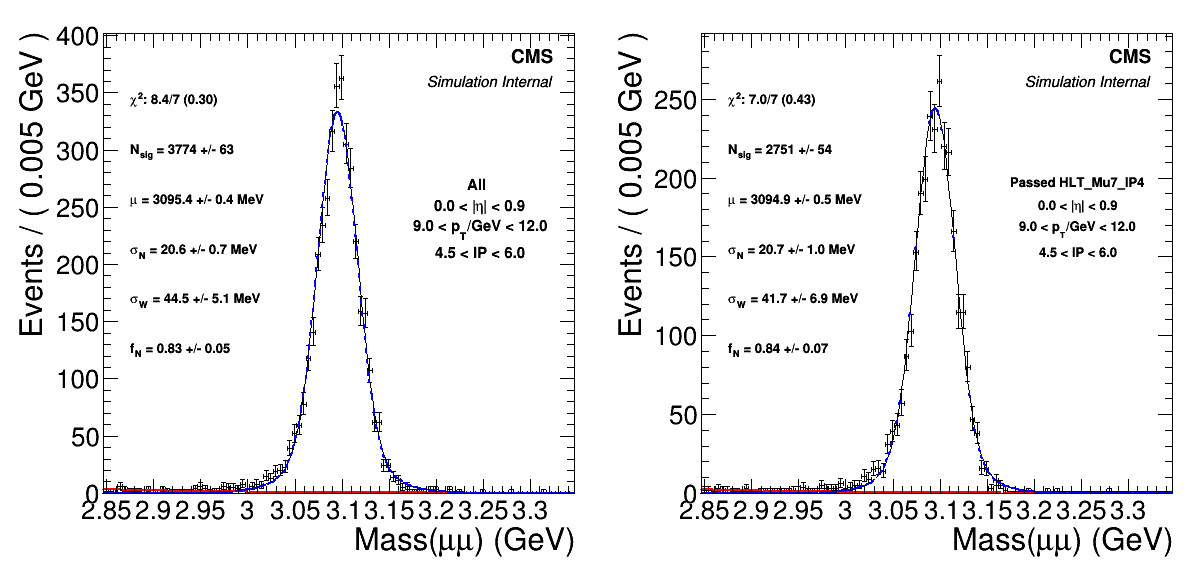 Events / ( 0.005 GeV )
400
350
300
250
200
150
100
50
0
CMS
Simulation Internal
χ²: 8.4/7 (0.30)
N_sig = 3774 +/- 63
μ = 3095.4 +/- 0.4 MeV
σ_N = 20.6 +/- 0.7 MeV
σ_W = 44.5 +/- 5.1 MeV
f_N = 0.83 +/- 0.05
All
0.0 < |η| < 0.9
9.0 < p_T/GeV < 12.0
4.5 < IP < 6.0
2.85 2.9 2.95 3 3.05 3.1 3.15 3.2 3.25 3.3
Mass(μμ) (GeV)
Events / ( 0.005 GeV )
250
200
150
100
50
0
CMS
Simulation Internal
χ²: 7.0/7 (0.43)
N_sig = 2751 +/- 54
μ = 3094.9 +/- 0.5 MeV
σ_N = 20.7 +/- 1.0 MeV
σ_W = 41.7 +/- 6.9 MeV
f_N = 0.84 +/- 0.07
Passed HLT_Mu7_IP4
0.0 < |η| < 0.9
9.0 < p_T/GeV < 12.0
4.5 < IP < 6.0
2.85 2.9 2.95 3 3.05 3.1 3.15 3.2 3.25 3.3
Mass(μμ) (GeV)